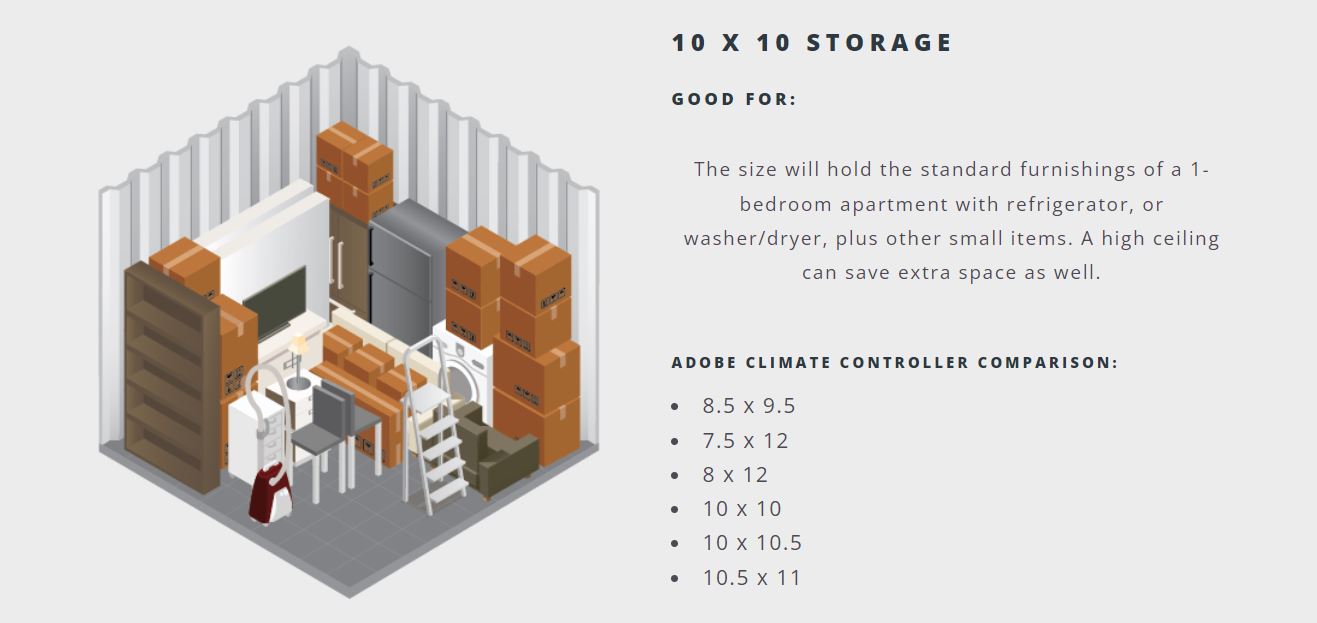 10 X 10 STORAGE
GOOD FOR:
The size will hold the standard furnishings of a 1-
bedroom apartment with refrigerator, or
washer/dryer, plus other small items. A high ceiling
can save extra space as well.
ADOBE CLIMATE CONTROLLER COMPARISON:
• 8.5 x 9.5
• 7.5 x 12
• 8 x 12
• 10 x 10
• 10 x 10.5
• 10.5 x 11